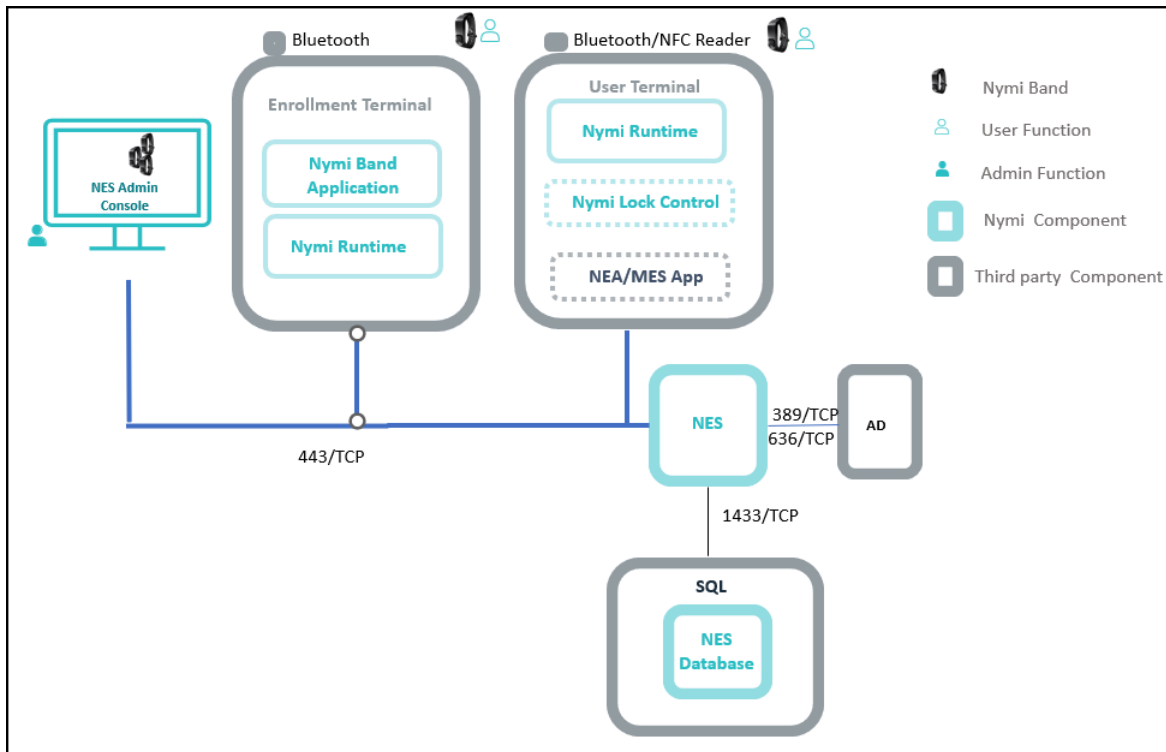 Bluetooth
Bluetooth/NFC Reader
Enrollment Terminal
Nymi Band
Application
Nymi Runtime
User Terminal
Nymi Runtime
Nymi Lock Control
NEA/MES App
NES Admin
Console
Nymi Band
User Function
Admin Function
Nymi Component
Third party Component
443/TCP
NES
389/TCP
636/TCP
AD
1433/TCP
SQL
NES
Database